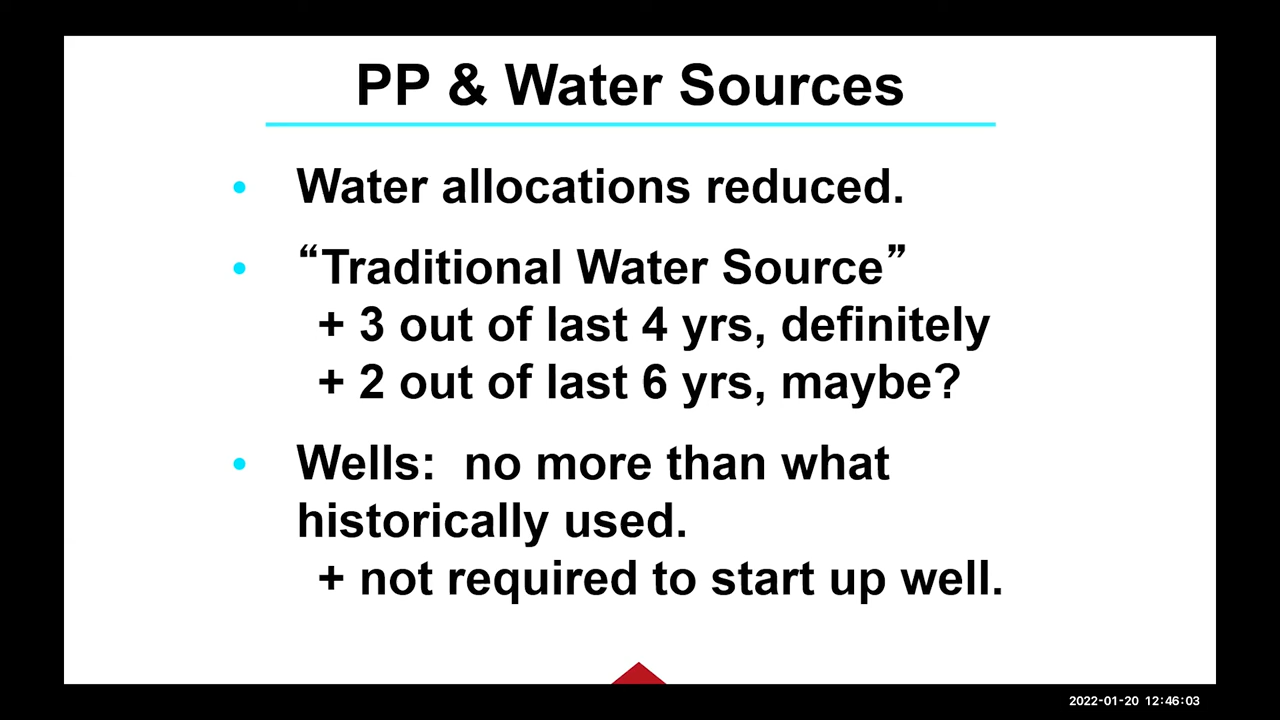 PP & Water Sources
• Water allocations reduced.
• “Traditional Water Source”
+ 3 out of last 4 yrs, definitely
+ 2 out of last 6 yrs, maybe?
• Wells: no more than what
historically used.
+ not required to start up well.
2022-01-20 12:46:03